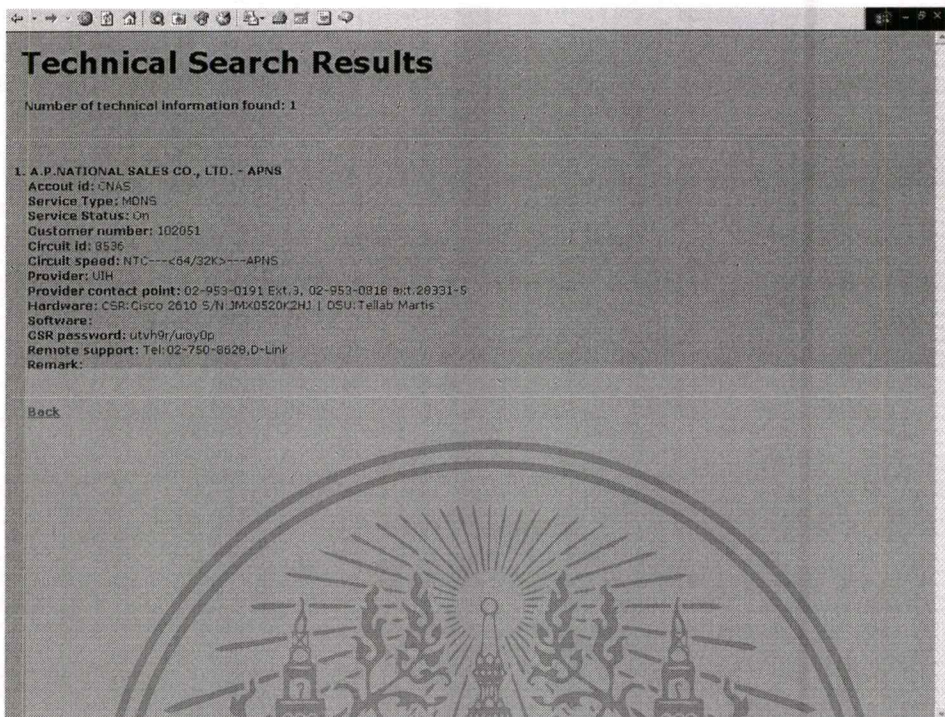 Technical Search Results
Number of technical information found: 1
1. A.P.NATIONAL SALES CO., LTD. - APNS
Accout id: CNAS
Service Type: MDNS
Service Status: On
Customer number: 102051
Circuit id: 8536
Circuit speed: NTC---<64/32K>---APNS
Provider: UIH
Provider contact point: 02-953-0191 Ext.3, 02-953-0818 ext.28331-5
Hardware: CSR: Cisco 2610 S/N JMX0520K2HJ | DSU: Tellab Martis
Software:
CSR password: utvh9r/uroy0p
Remote support: Tel:02-750-8628,D-Link
Remark:
Back